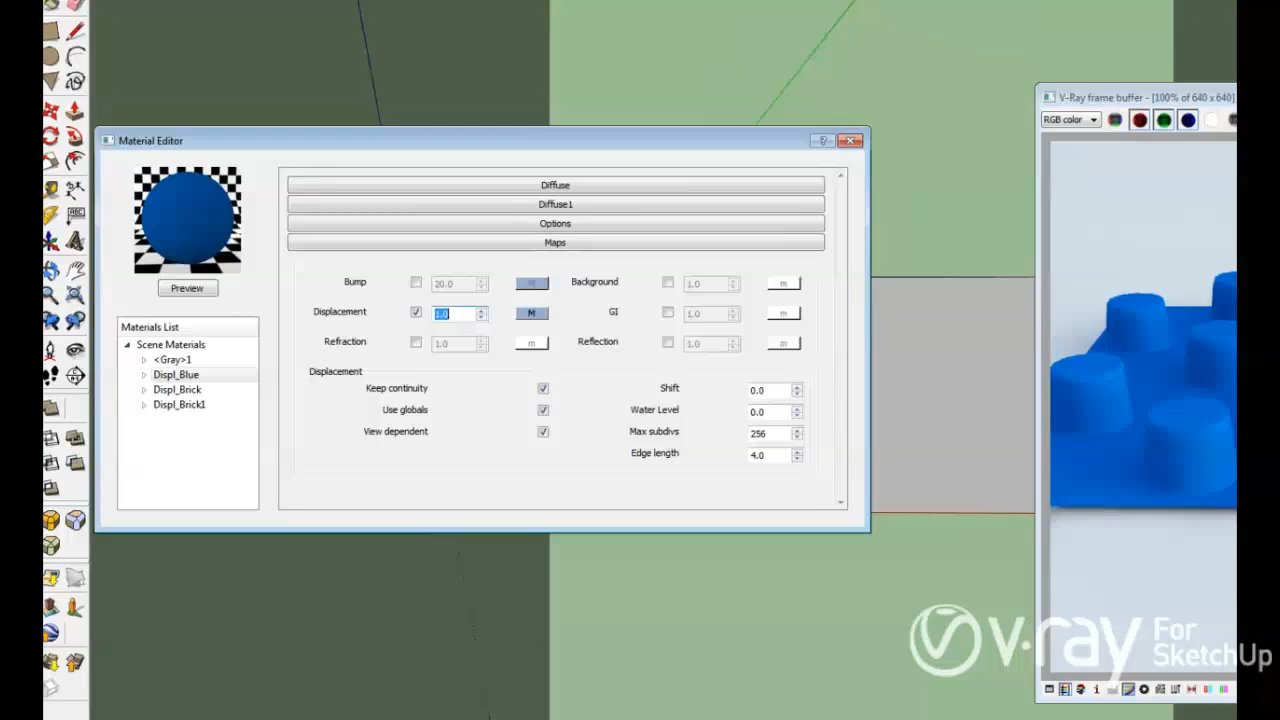 V-Ray frame buffer - [100% of 640 x 640]
RGB color
Material Editor
?
ABC
Diffuse
Diffuse1
Options
Maps
Preview
Bump 20.0 Background 1.0 m
Displacement 1.0 M GI 1.0 m
Refraction 1.0 m Reflection 1.0 m
Materials List
Scene Materials
<Gray>1
Displ_Blue
Displ_Brick
Displ_Brick1
Displacement
Keep continuity Shift 0.0
Use globals Water Level 0.0
View dependent Max subdivs 256
Edge length 4.0
v·ray For
SketchUp